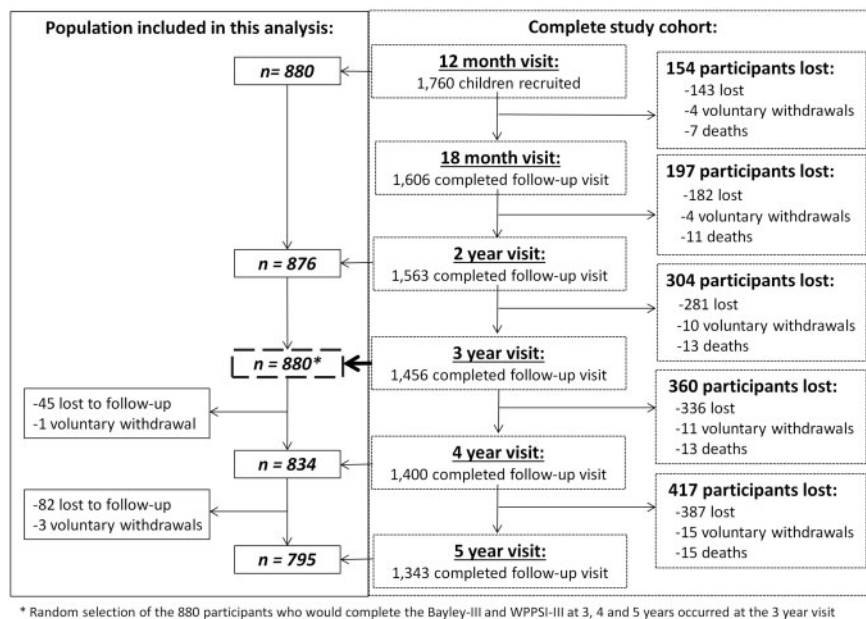 Population included in this analysis:
n= 880
n = 876
n = 880*
-45 lost to follow-up
-1 voluntary withdrawal
n = 834
-82 lost to follow-up
-3 voluntary withdrawals
n = 795
Complete study cohort:
12 month visit:
1,760 children recruited
154 participants lost:
-143 lost
-4 voluntary withdrawals
-7 deaths
18 month visit:
1,606 completed follow-up visit
197 participants lost:
-182 lost
-4 voluntary withdrawals
-11 deaths
2 year visit:
1,563 completed follow-up visit
304 participants lost:
-281 lost
-10 voluntary withdrawals
-13 deaths
3 year visit:
1,456 completed follow-up visit
360 participants lost:
-336 lost
-11 voluntary withdrawals
-13 deaths
4 year visit:
1,400 completed follow-up visit
417 participants lost:
-387 lost
-15 voluntary withdrawals
-15 deaths
5 year visit:
1,343 completed follow-up visit
* Random selection of the 880 participants who would complete the Bayley-III and WPPSI-III at 3, 4 and 5 years occurred at the 3 year visit